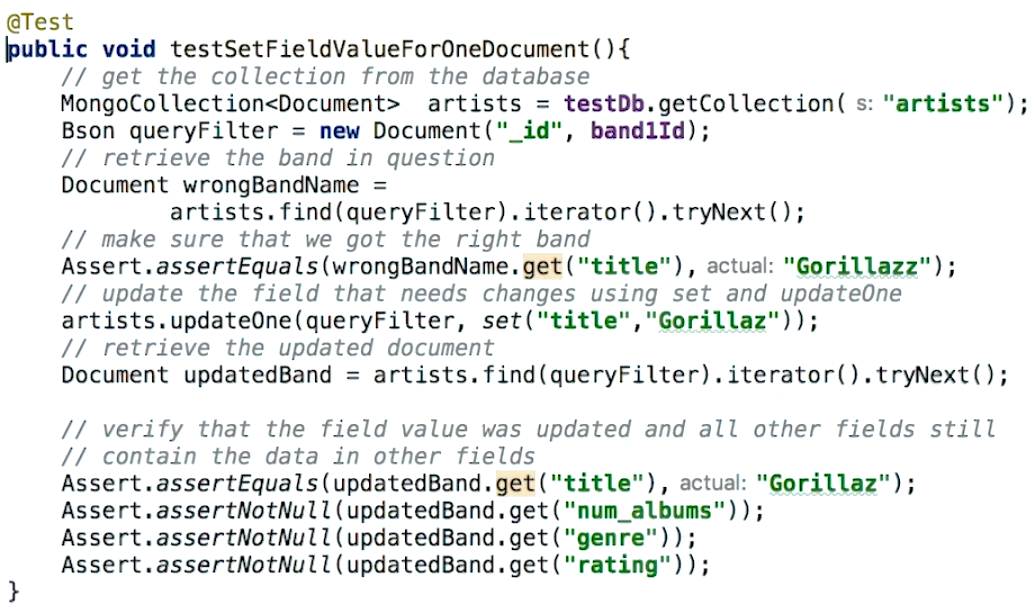 @Test
public void testSetFieldValueForOneDocument(){
    // get the collection from the database
    MongoCollection<Document>  artists = testDb.getCollection( s: "artists");
    Bson queryFilter = new Document("_id", band1Id);
    // retrieve the band in question
    Document wrongBandName =
            artists.find(queryFilter).iterator().tryNext();
    // make sure that we got the right band
    Assert.assertEquals(wrongBandName.get("title"), actual: "Gorillazz");
    // update the field that needs changes using set and updateOne
    artists.updateOne(queryFilter, set("title","Gorillaz"));
    // retrieve the updated document
    Document updatedBand = artists.find(queryFilter).iterator().tryNext();

    // verify that the field value was updated and all other fields still
    // contain the data in other fields
    Assert.assertEquals(updatedBand.get("title"), actual: "Gorillaz");
    Assert.assertNotNull(updatedBand.get("num_albums"));
    Assert.assertNotNull(updatedBand.get("genre"));
    Assert.assertNotNull(updatedBand.get("rating"));
}